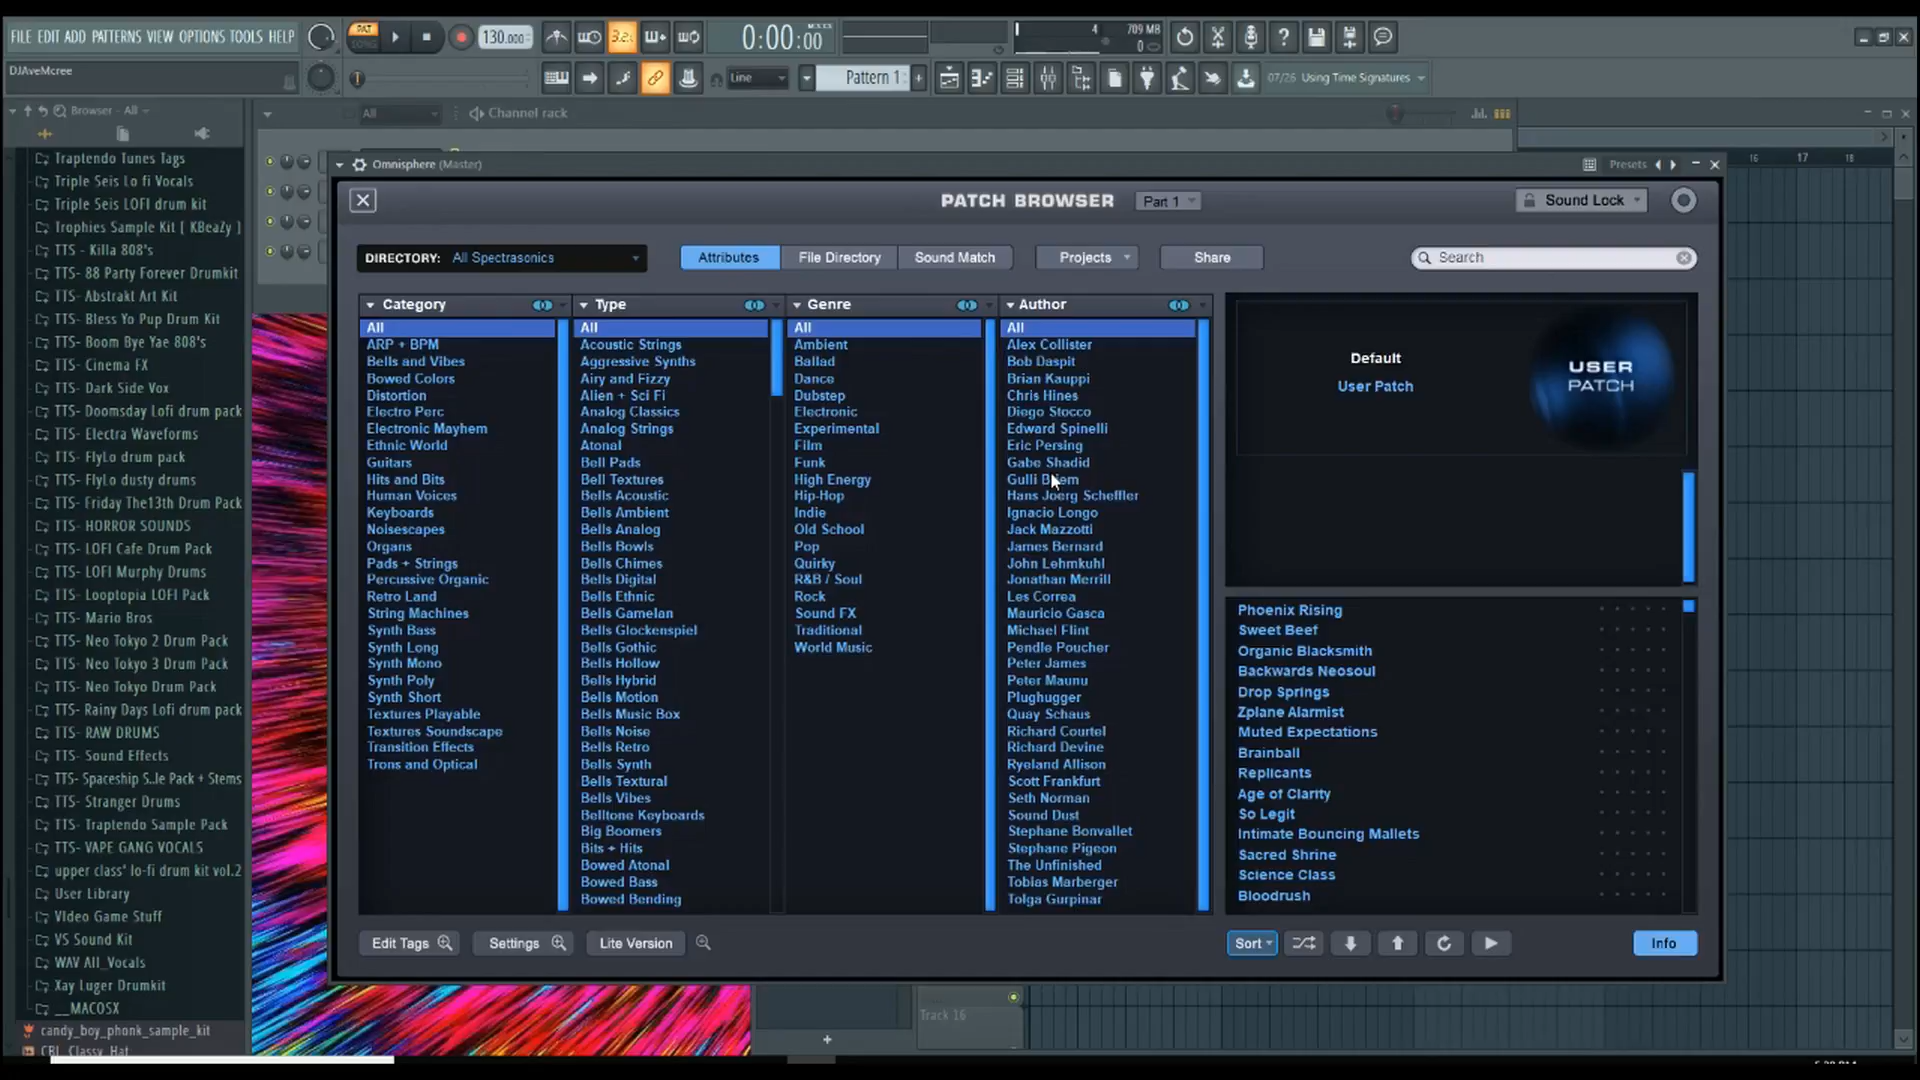 FILE EDIT ADD PATTERNS VIEW OPTIONS TOOLS HELP
PAT
SONG
130.000
3.2.
0:00:00
M:S:CS
4
709 MB
0
DJAveMcree
Line
Pattern 1
07/26 Using Time Signatures
Browser - All
All
Channel rack
Traptendo Tunes Tags
Triple Seis Lo fi Vocals
Triple Seis LOFI drum kit
Trophies Sample Kit [ KBeaZy ]
TTS - Killa 808's
TTS- 88 Party Forever Drumkit
TTS- Abstrakt Art Kit
TTS- Bless Yo Pup Drum Kit
TTS- Boom Bye Yae 808's
TTS- Cinema FX
TTS- Dark Side Vox
TTS- Doomsday Lofi drum pack
TTS- Electra Waveforms
TTS- FlyLo drum pack
TTS- FlyLo dusty drums
TTS- Friday The13th Drum Pack
TTS- HORROR SOUNDS
TTS- LOFI Cafe Drum Pack
TTS- LOFI Murphy Drums
TTS- Looptopia LOFI Pack
TTS- Mario Bros
TTS- Neo Tokyo 2 Drum Pack
TTS- Neo Tokyo 3 Drum Pack
TTS- Neo Tokyo Drum Pack
TTS- Rainy Days Lofi drum pack
TTS- RAW DRUMS
TTS- Sound Effects
TTS- Spaceship S..le Pack + Stems
TTS- Stranger Drums
TTS- Traptendo Sample Pack
TTS- VAPE GANG VOCALS
upper class' lo-fi drum kit vol.2
User Library
VIdeo Game Stuff
VS Sound Kit
WAV All_Vocals
Xay Luger Drumkit
__MACOSX
candy_boy_phonk_sample_kit
CBL_Classy_Hat
Omnisphere (Master)
Presets
16 17 18
PATCH BROWSER
Part 1
Sound Lock
DIRECTORY: All Spectrasonics
Attributes
File Directory
Sound Match
Projects
Share
Search
Category
All
ARP + BPM
Bells and Vibes
Bowed Colors
Distortion
Electro Perc
Electronic Mayhem
Ethnic World
Guitars
Hits and Bits
Human Voices
Keyboards
Noisescapes
Organs
Pads + Strings
Percussive Organic
Retro Land
String Machines
Synth Bass
Synth Long
Synth Mono
Synth Poly
Synth Short
Textures Playable
Textures Soundscape
Transition Effects
Trons and Optical
Type
All
Acoustic Strings
Aggressive Synths
Airy and Fizzy
Alien + Sci Fi
Analog Classics
Analog Strings
Atonal
Bell Pads
Bell Textures
Bells Acoustic
Bells Ambient
Bells Analog
Bells Bowls
Bells Chimes
Bells Digital
Bells Ethnic
Bells Gamelan
Bells Glockenspiel
Bells Gothic
Bells Hollow
Bells Hybrid
Bells Motion
Bells Music Box
Bells Noise
Bells Retro
Bells Synth
Bells Textural
Bells Vibes
Belltone Keyboards
Big Boomers
Bits + Hits
Bowed Atonal
Bowed Bass
Bowed Bending
Genre
All
Ambient
Ballad
Dance
Dubstep
Electronic
Experimental
Film
Funk
High Energy
Hip-Hop
Indie
Old School
Pop
Quirky
R&B / Soul
Rock
Sound FX
Traditional
World Music
Author
All
Alex Collister
Bob Daspit
Brian Kauppi
Chris Hines
Diego Stocco
Edward Spinelli
Eric Persing
Gabe Shadid
Gulli
Hans Joerg Scheffler
Ignacio Longo
Jack Mazzotti
James Bernard
John Lehmkuhl
Jonathan Merrill
Les Correa
Mauricio Gasca
Michael Flint
Pendle Poucher
Peter James
Peter Maunu
Plughugger
Quay Schaus
Richard Courtel
Richard Devine
Ryeland Allison
Scott Frankfurt
Seth Norman
Sound Dust
Stephane Bonvallet
Stephane Pigeon
The Unfinished
Tobias Marberger
Tolga Gurpinar
Default
User Patch
USER
PATCH
Phoenix Rising
Sweet Beef
Organic Blacksmith
Backwards Neosoul
Drop Springs
Zplane Alarmist
Muted Expectations
Brainball
Replicants
Age of Clarity
So Legit
Intimate Bouncing Mallets
Sacred Shrine
Science Class
Bloodrush
Edit Tags
Settings
Lite Version
Sort
Info
Track 16